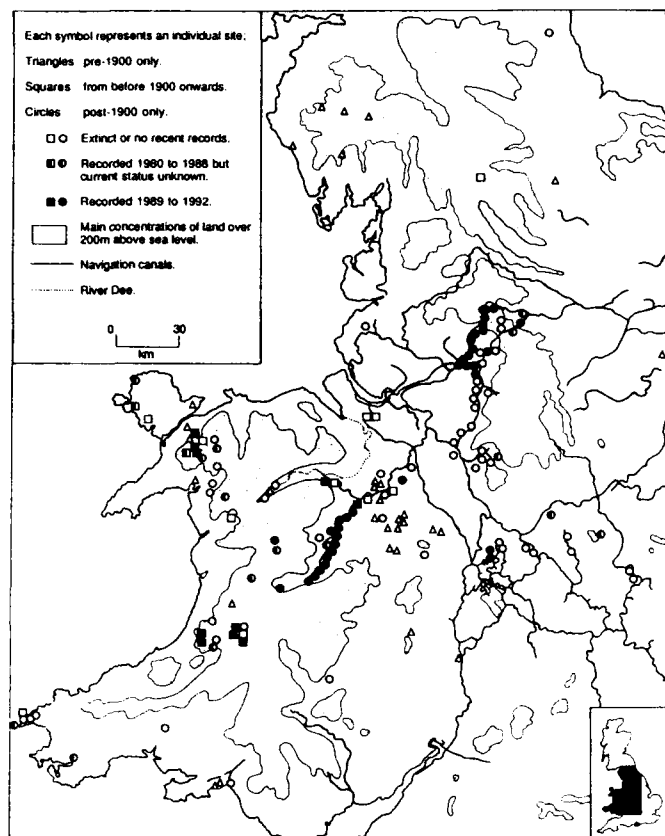 Each symbol represents an individual site;
Triangles pre-1900 only.
Squares from before 1900 onwards.
Circles post-1900 only.
Extinct or no recent records.
Recorded 1980 to 1988 but
current status unknown.
Recorded 1989 to 1992.
Main concentrations of land over
200m above sea level.
Navigation canals.
River Dee.
0 30
km